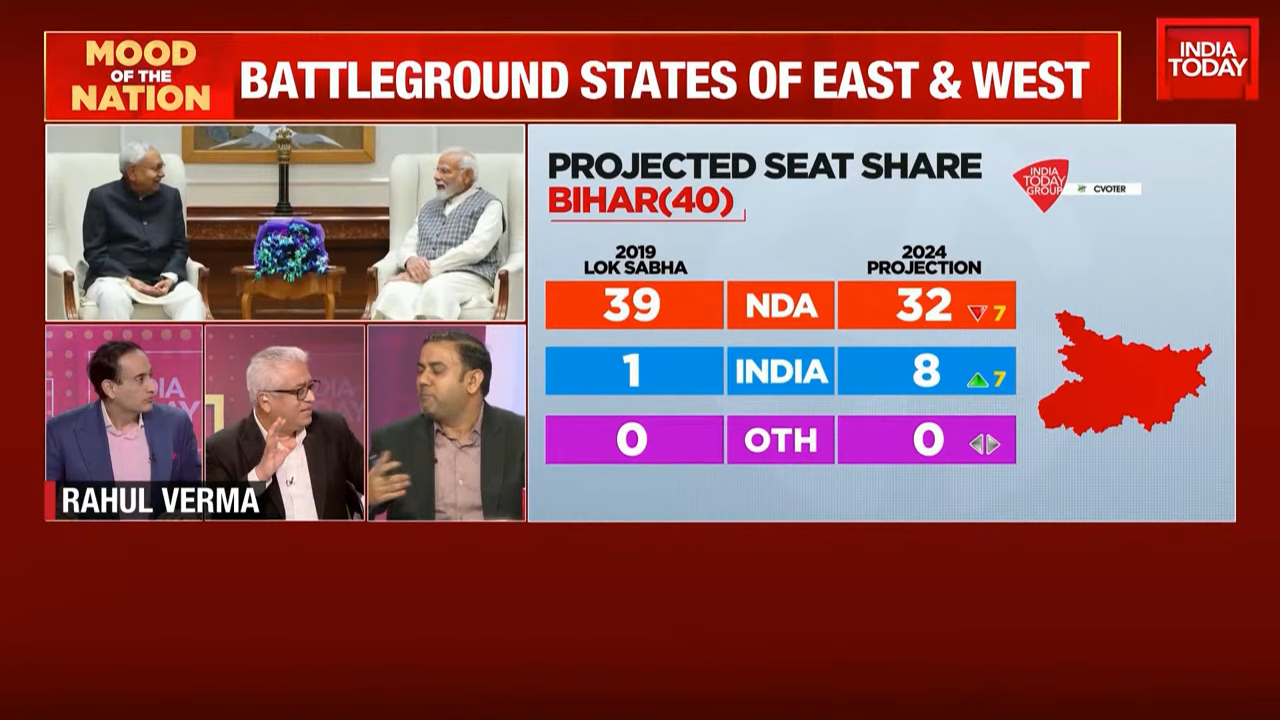 MOOD
OF THE
NATION
BATTLEGROUND STATES OF EAST & WEST
INDIA
TODAY
PROJECTED SEAT SHARE
BIHAR(40)
INDIA
TODAY
GROUP
CVOTER
2019
LOK SABHA
2024
PROJECTION
39 NDA 32 7
1 INDIA 8 7
0 OTH 0
RAHUL VERMA